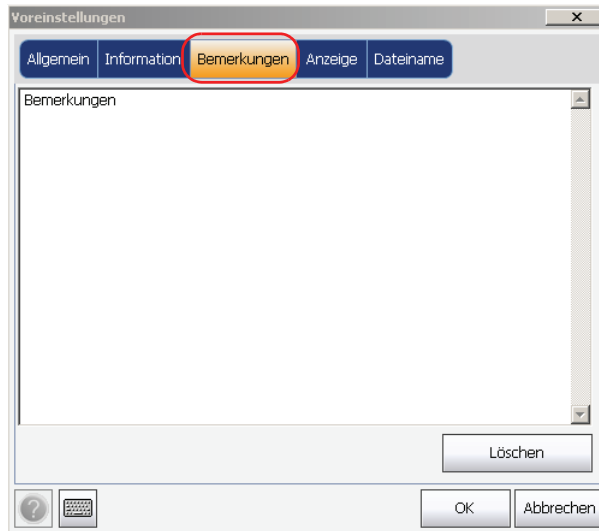 Voreinstellungen
Allgemein Information Bemerkungen Anzeige Dateiname
Bemerkungen
Löschen
? OK Abbrechen